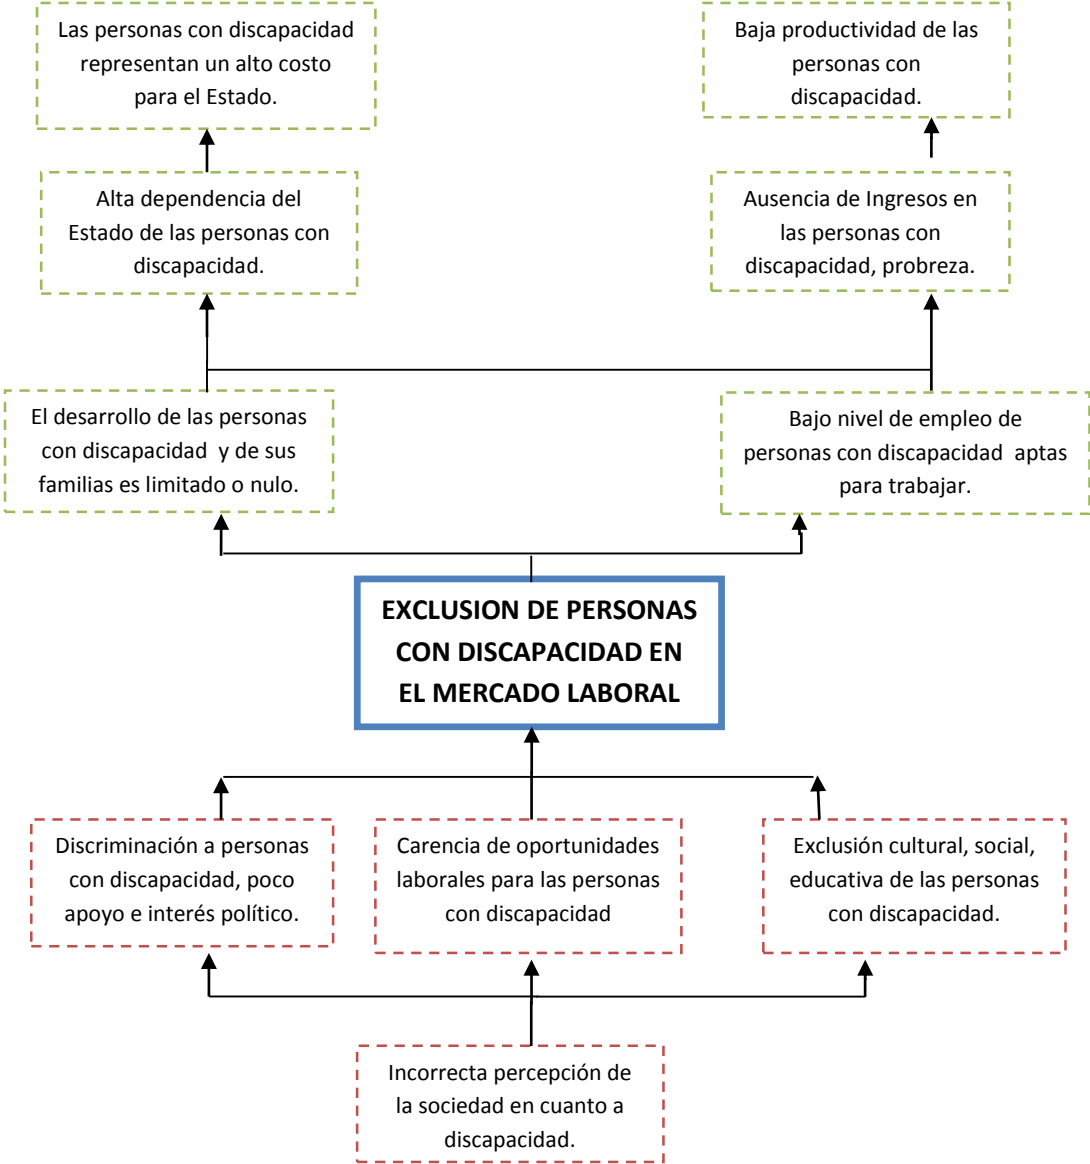 Las personas con discapacidad
representan un alto costo
para el Estado.
Baja productividad de las
personas con
discapacidad.
Alta dependencia del
Estado de las personas con
discapacidad.
Ausencia de Ingresos en
las personas con
discapacidad, probreza.
El desarrollo de las personas
con discapacidad y de sus
familias es limitado o nulo.
Bajo nivel de empleo de
personas con discapacidad aptas
para trabajar.
EXCLUSION DE PERSONAS
CON DISCAPACIDAD EN
EL MERCADO LABORAL
Discriminación a personas
con discapacidad, poco
apoyo e interés político.
Carencia de oportunidades
laborales para las personas
con discapacidad
Exclusión cultural, social,
educativa de las personas
con discapacidad.
Incorrecta percepción de
la sociedad en cuanto a
discapacidad.